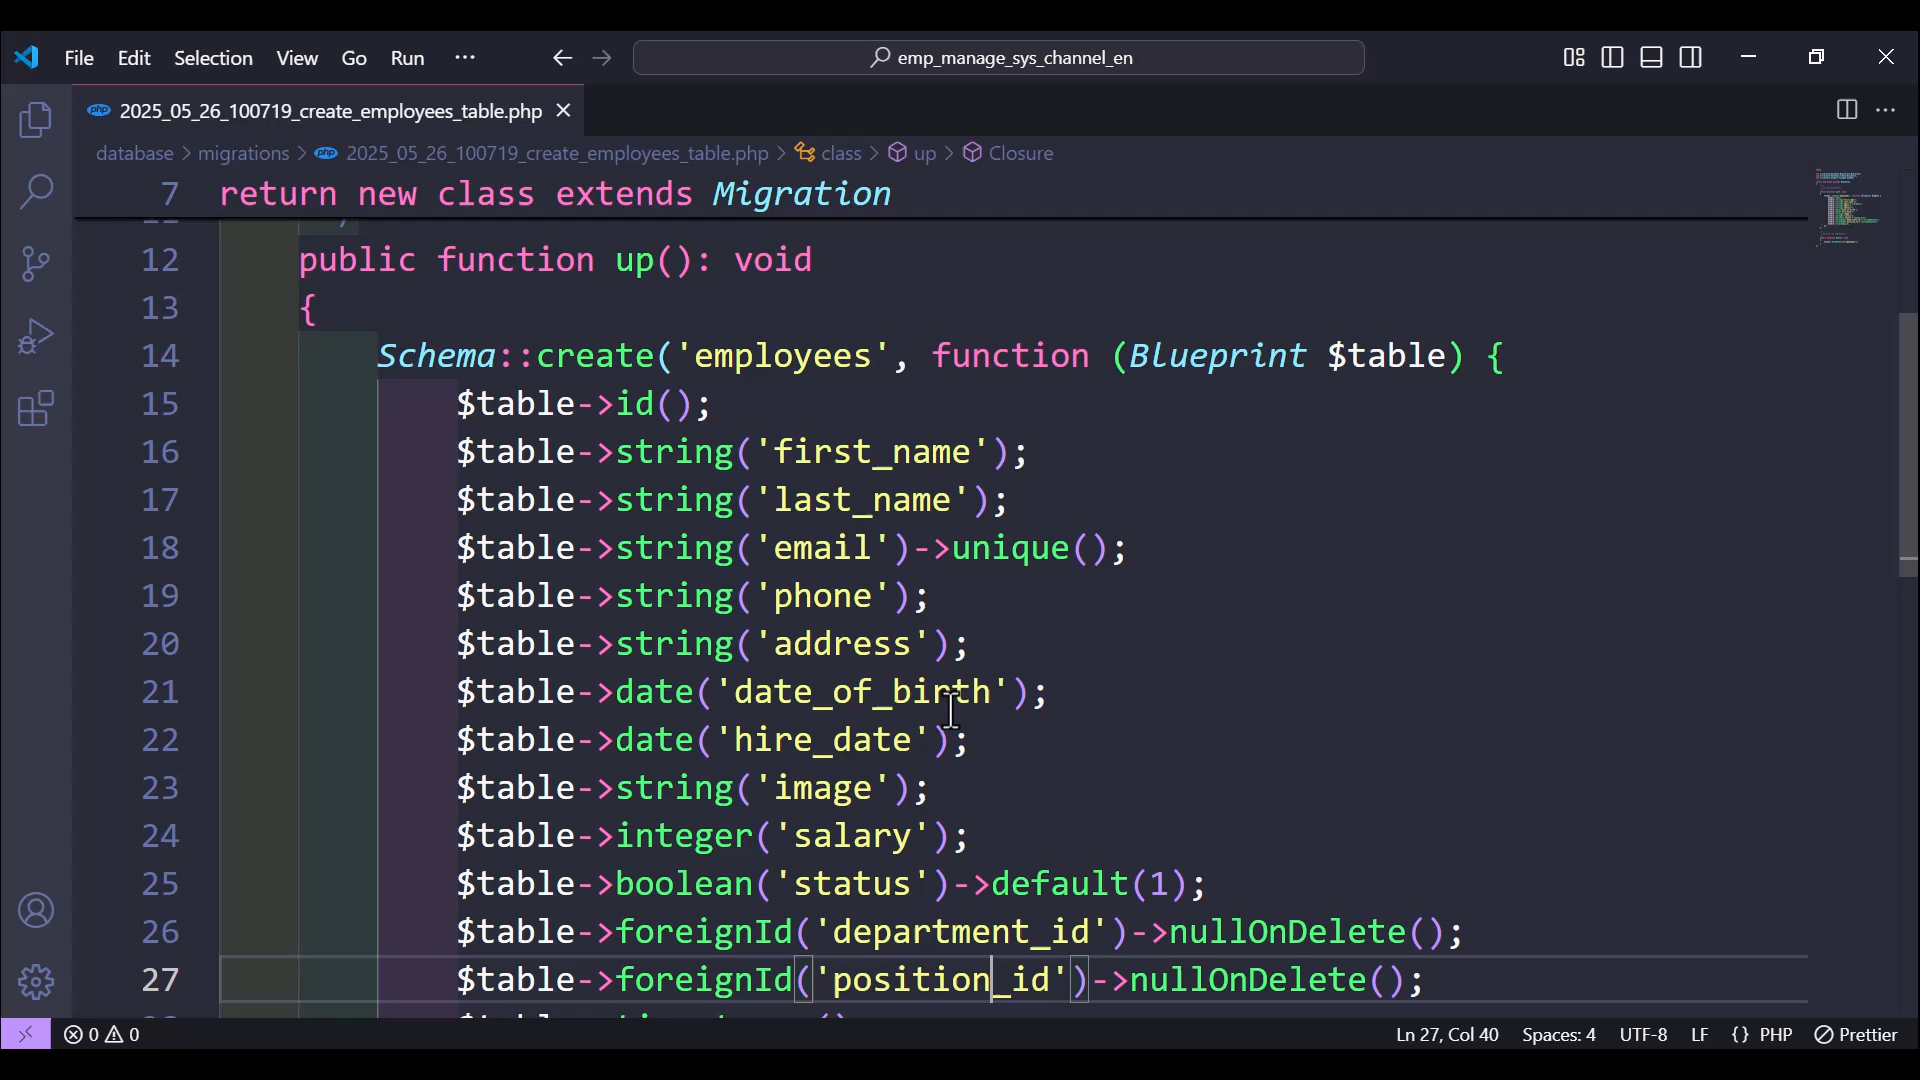 File Edit Selection View Go Run ··· emp_manage_sys_channel_en
2025_05_26_100719_create_employees_table.php
database > migrations > 2025_05_26_100719_create_employees_table.php > class > up > Closure
7 return new class extends Migration
12 public function up(): void
13 {
14 Schema::create('employees', function (Blueprint $table) {
15 $table->id();
16 $table->string('first_name');
17 $table->string('last_name');
18 $table->string('email')->unique();
19 $table->string('phone');
20 $table->string('address');
21 $table->date('date_of_birth');
22 $table->date('hire_date');
23 $table->string('image');
24 $table->integer('salary');
25 $table->boolean('status')->default(1);
26 $table->foreignId('department_id')->nullOnDelete();
27 $table->foreignId('position_id')->nullOnDelete();
0 0 Ln 27, Col 40 Spaces: 4 UTF-8 LF {} PHP Prettier